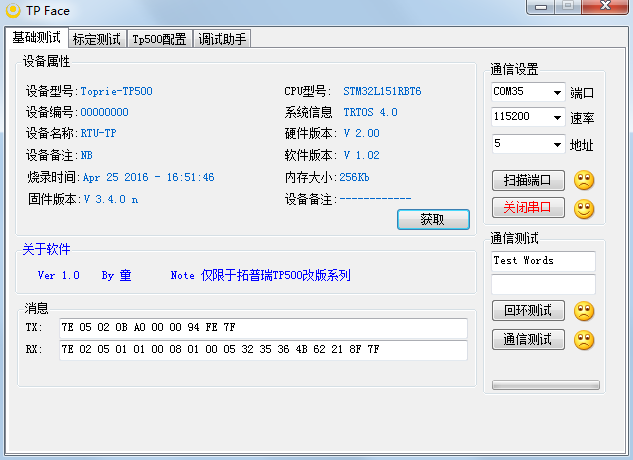 TP Face
基础测试 标定测试 Tp500配置 调试助手
设备属性
设备型号:Toprie-TP500 CPU型号: STM32L151RBT6
设备编号:00000000 系统信息 TRTOS 4.0
设备名称:RTU-TP 硬件版本: V 2.00
设备备注:NB 软件版本: V 1.02
烧录时间:Apr 25 2016 - 16:51:46 内存大小:256Kb
固件版本:V 3.4.0 n 设备备注:------------
获取
关于软件
Ver 1.0 By 童 Note 仅限于拓普瑞TP500改版系列
消息
TX: 7E 05 02 0B A0 00 00 94 FE 7F
RX: 7E 02 05 01 01 00 08 01 00 05 32 35 36 4B 62 21 8F 7F
通信设置
COM35 端口
115200 速率
5 地址
扫描端口
关闭串口
通信测试
Test Words
回环测试
通信测试